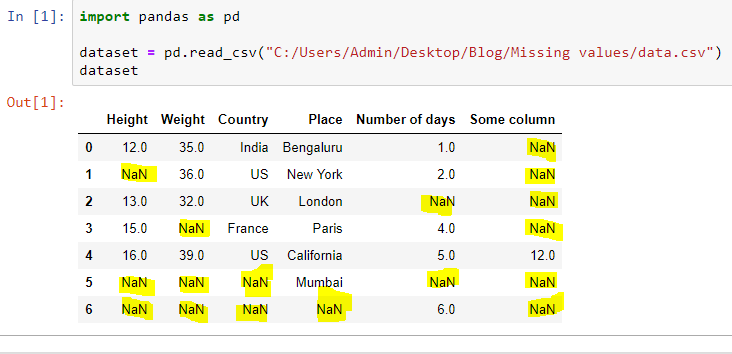 In [1]: import pandas as pd
dataset = pd.read_csv("C:/Users/Admin/Desktop/Blog/Missing values/data.csv")
dataset
Out[1]:
Height Weight Country Place Number of days Some column
0 12.0 35.0 India Bengaluru 1.0 NaN
1 NaN 36.0 US New York 2.0 NaN
2 13.0 32.0 UK London NaN NaN
3 15.0 NaN France Paris 4.0 NaN
4 16.0 39.0 US California 5.0 12.0
5 NaN NaN NaN Mumbai NaN NaN
6 NaN NaN NaN NaN 6.0 NaN